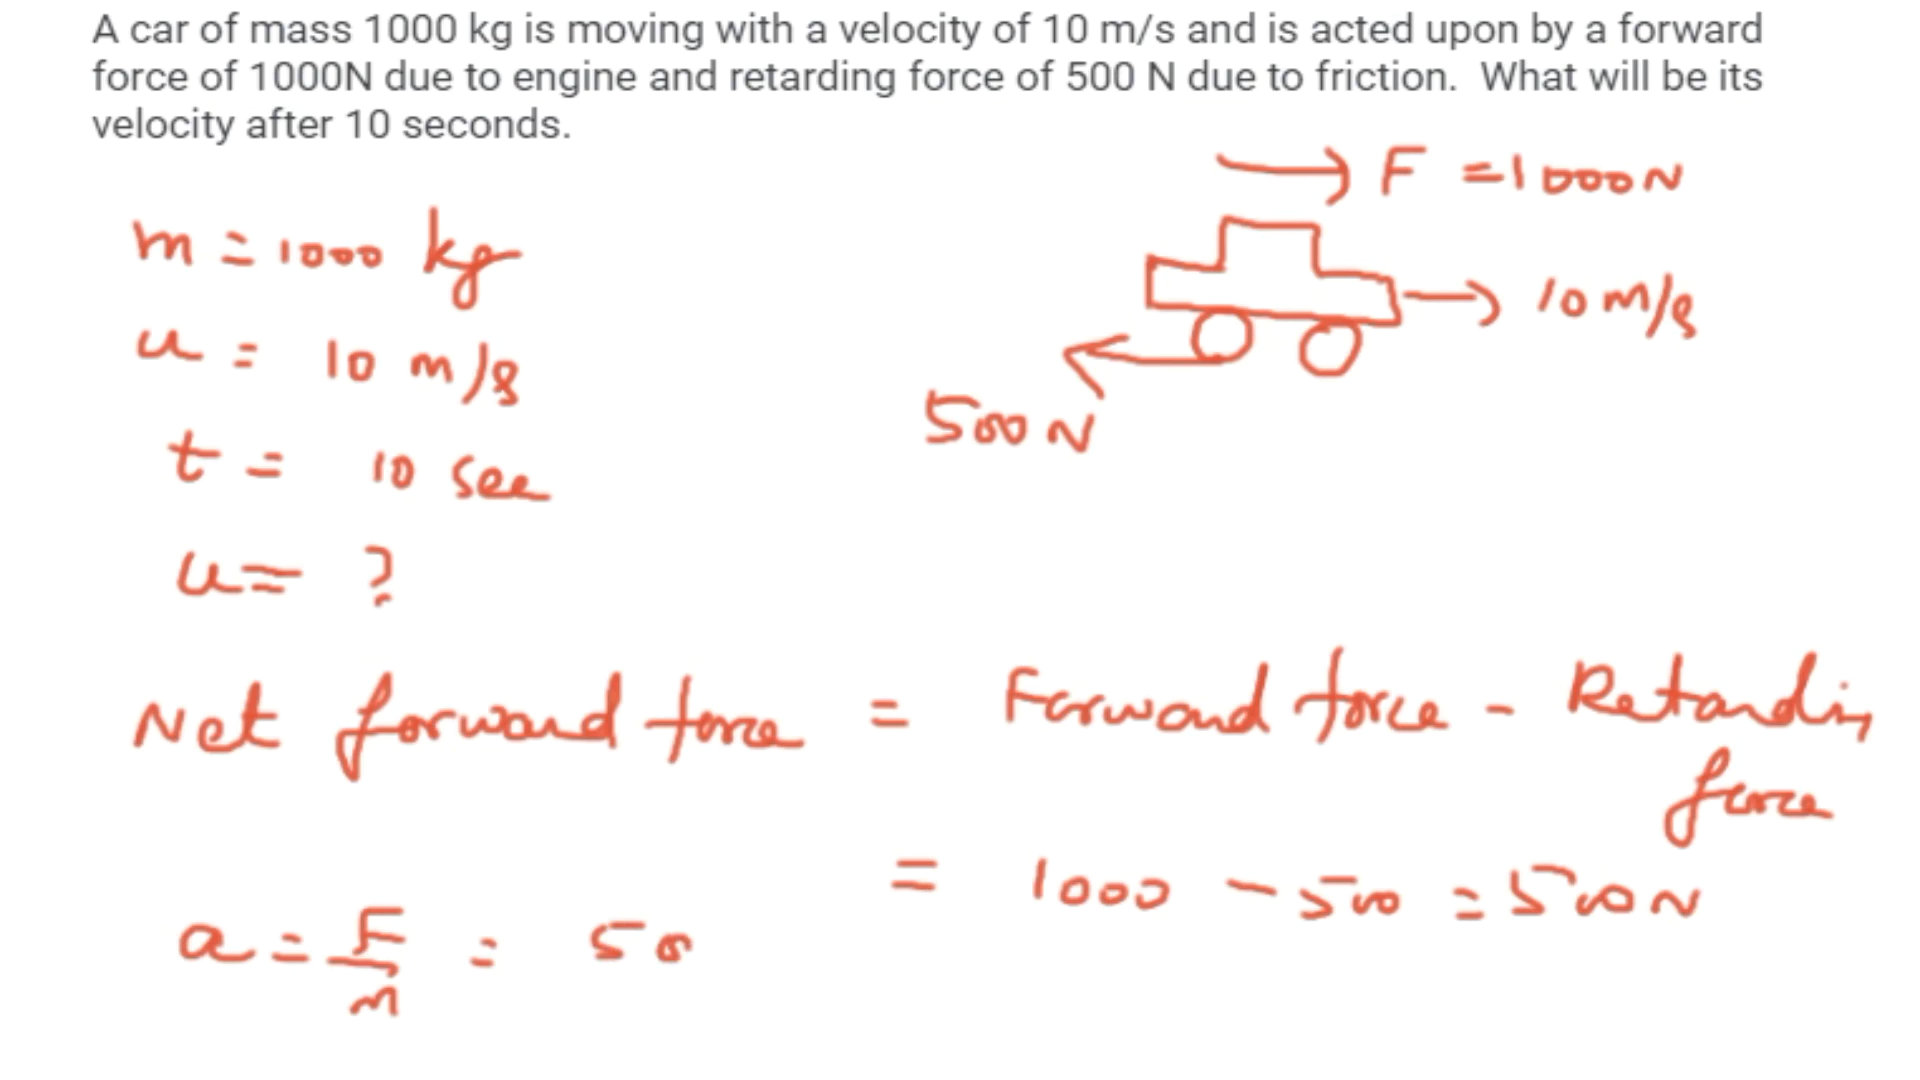 A car of mass 1000 kg is moving with a velocity of 10 m/s and is acted upon by a forward
force of 1000N due to engine and retarding force of 500 N due to friction. What will be its
velocity after 10 seconds.
F = 1000N
m = 1000 kg
10 m/s
u = 10 m/s
500 N
t = 10 sec
u = ?
Net forward force = Forward force - Retarding
force
= 1000 - 500 = 500N
a = F/m = 50